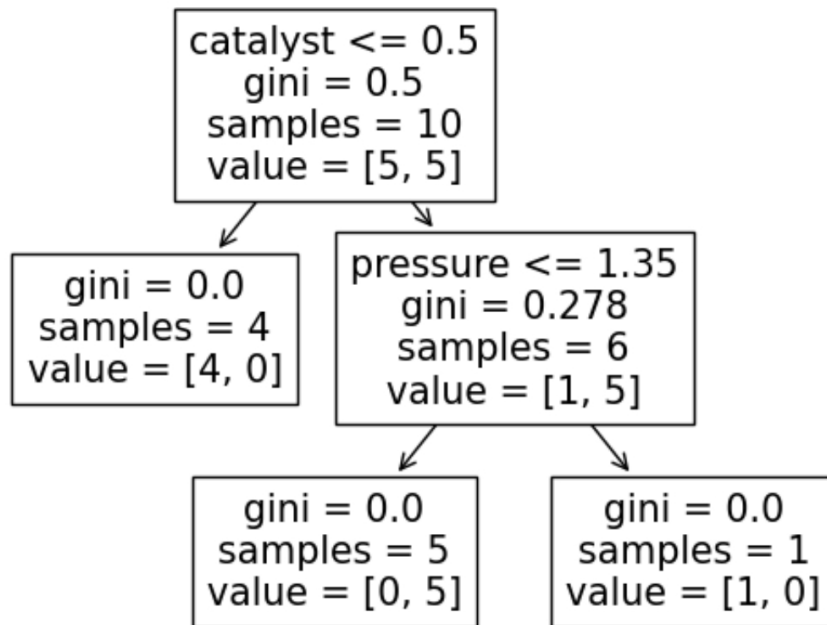 catalyst <= 0.5
gini = 0.5
samples = 10
value = [5, 5]
gini = 0.0
samples = 4
value = [4, 0]
pressure <= 1.35
gini = 0.278
samples = 6
value = [1, 5]
gini = 0.0
samples = 5
value = [0, 5]
gini = 0.0
samples = 1
value = [1, 0]